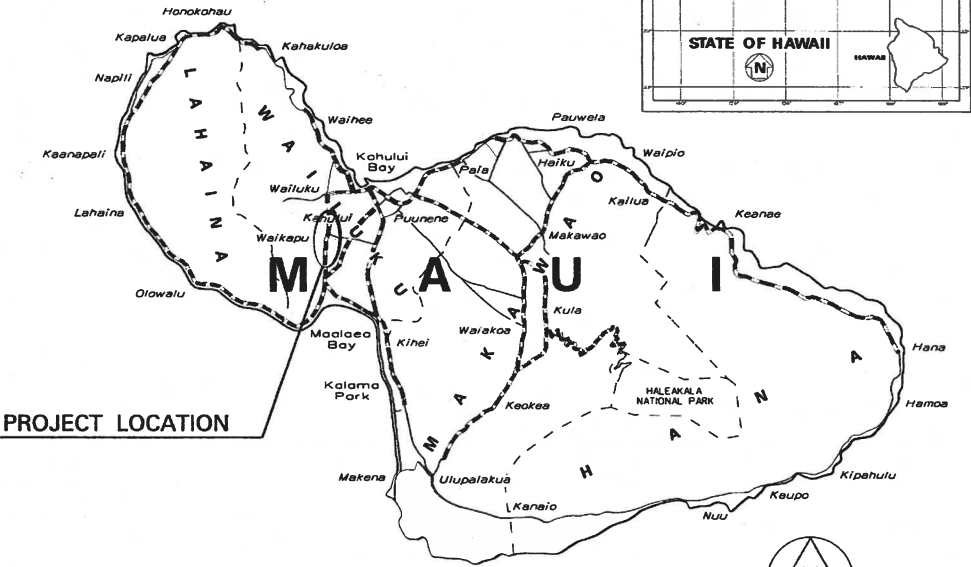 Honokohau
Kapalua
Kahakuloa
Napili
STATE OF HAWAII
HAWAII
N
LAHAINA
WAILUKU
Waihee
Pauwela
Kaanapali
Kahului
Bay
Paia
Haiku
Waipio
Wailuku
Kailua
Lahaina
Kahului
Puunene
Keanae
Waikapu
Makawao
MAUI
Olowalu
Maalaea
Bay
Kihei
Waiakoa
Kula
Hana
MAKAWAO
Kalama
Park
Keokea
HALEAKALA
NATIONAL PARK
Hamoa
PROJECT LOCATION
HANA
Makena
Ulupalakua
Kipahulu
Kanaio
Kaupo
Nuu